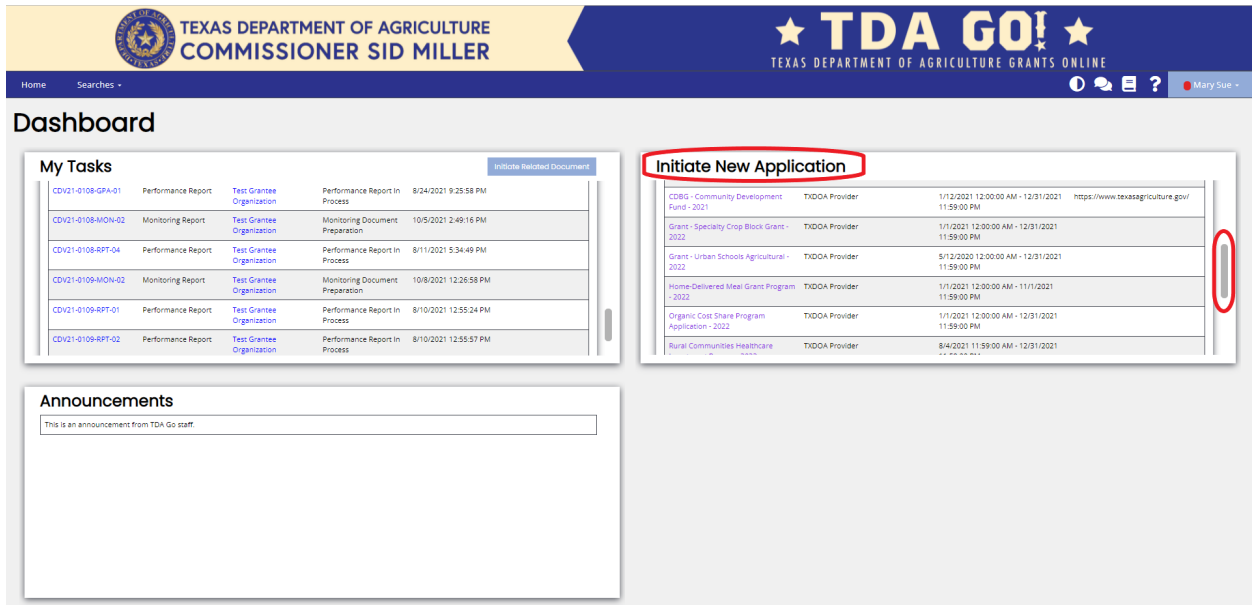 TEXAS DEPARTMENT OF AGRICULTURE
COMMISSIONER SID MILLER
TDA GO!
TEXAS DEPARTMENT OF AGRICULTURE GRANTS ONLINE
Home Searches
? Mary Sue
Dashboard
My Tasks
Initiate Related Document
CDV21-0108-GPA-01 Performance Report Test Grantee Performance Report In 8/24/2021 9:25:58 PM
Organization Process
CDV21-0108-MON-02 Monitoring Report Test Grantee Monitoring Document 10/5/2021 2:49:16 PM
Organization Preparation
CDV21-0108-RPT-04 Performance Report Test Grantee Performance Report In 8/11/2021 5:34:49 PM
Organization Process
CDV21-0109-MON-02 Monitoring Report Test Grantee Monitoring Document 10/8/2021 12:26:58 PM
Organization Preparation
CDV21-0109-RPT-01 Performance Report Test Grantee Performance Report In 8/10/2021 12:55:24 PM
Organization Process
CDV21-0109-RPT-02 Performance Report Test Grantee Performance Report In 8/10/2021 12:55:57 PM
Organization Process
Initiate New Application
CDBG - Community Development TXDOA Provider 1/12/2021 12:00:00 AM - 12/31/2021 https://www.texasagriculture.gov/
Fund - 2021 11:59:00 PM
Grant - Specialty Crop Block Grant - TXDOA Provider 1/1/2021 12:00:00 AM - 12/31/2021
2022 11:59:00 PM
Grant - Urban Schools Agricultural - TXDOA Provider 5/12/2020 12:00:00 AM - 12/31/2021
2022 11:59:00 PM
Home-Delivered Meal Grant Program TXDOA Provider 1/1/2021 12:00:00 AM - 11/1/2021
- 2022 11:59:00 PM
Organic Cost Share Program TXDOA Provider 1/1/2021 12:00:00 AM - 12/31/2021
Application - 2022 11:59:00 PM
Rural Communities Healthcare TXDOA Provider 8/4/2021 11:59:00 AM - 12/31/2021
Announcements
This is an announcement from TDA Go staff.